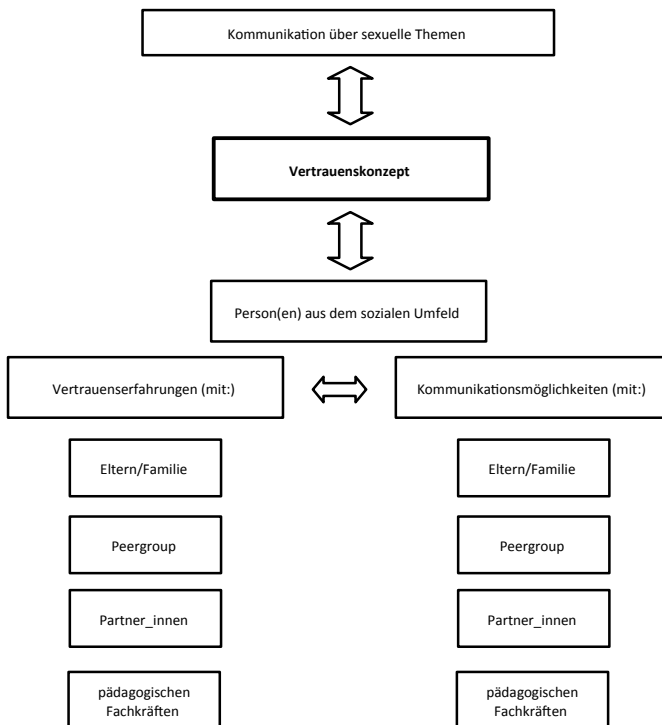 Kommunikation über sexuelle Themen
Vertrauenskonzept
Person(en) aus dem sozialen Umfeld
Vertrauenserfahrungen (mit:)
Kommunikationsmöglichkeiten (mit:)
Eltern/Familie
Eltern/Familie
Peergroup
Peergroup
Partner_innen
Partner_innen
pädagogischen
Fachkräften
pädagogischen
Fachkräften